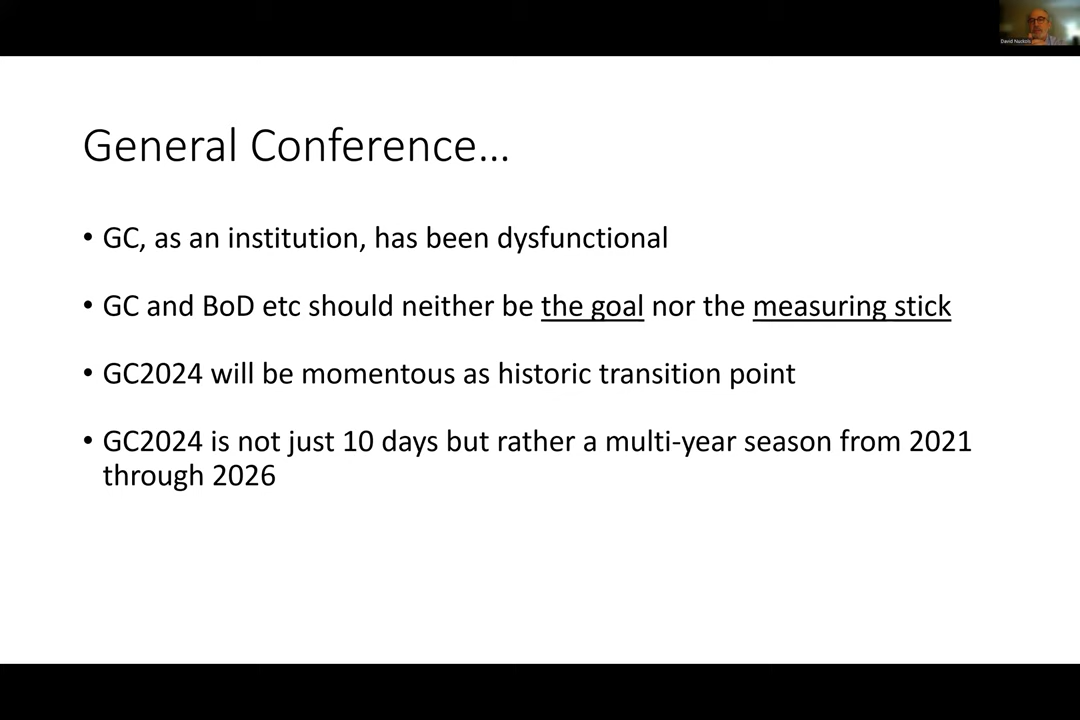 David Nuckols
General Conference...
• GC, as an institution, has been dysfunctional
• GC and BoD etc should neither be the goal nor the measuring stick
• GC2024 will be momentous as historic transition point
• GC2024 is not just 10 days but rather a multi-year season from 2021
through 2026